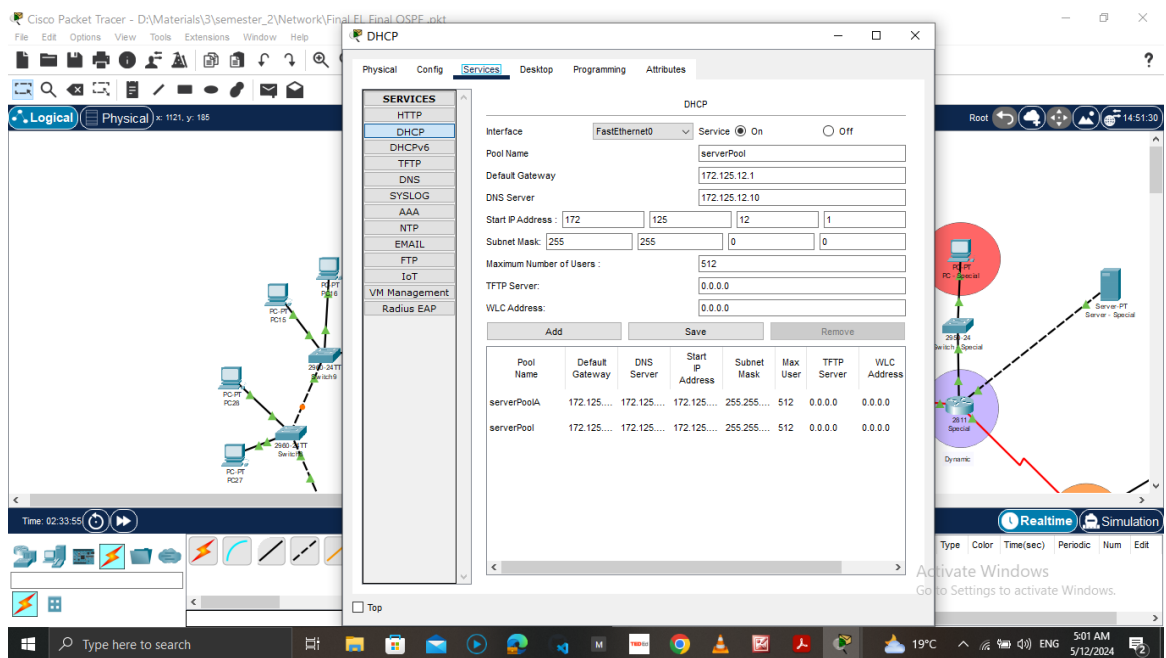 Cisco Packet Tracer - D:\Materials\3\semester_2\Network\Final EL Final OSPF .pkt
File Edit Options View Tools Extensions Window Help
DHCP
?
Physical Config Services Desktop Programming Attributes
Logical Physical x: 1121, y: 185
Root 14:51:30
SERVICES
HTTP
DHCP
DHCPv6
TFTP
DNS
SYSLOG
AAA
NTP
EMAIL
FTP
IoT
VM Management
Radius EAP
DHCP
Interface FastEthernet0 Service On Off
Pool Name serverPool
Default Gateway 172.125.12.1
DNS Server 172.125.12.10
Start IP Address : 172 125 12 1
Subnet Mask: 255 255 0 0
Maximum Number of Users : 512
TFTP Server: 0.0.0.0
WLC Address: 0.0.0.0
Add Save Remove
Pool Name Default Gateway DNS Server Start IP Address Subnet Mask Max User TFTP Server WLC Address
serverPoolA 172.125.... 172.125.... 172.125.... 255.255.... 512 0.0.0.0 0.0.0.0
serverPool 172.125.... 172.125.... 172.125.... 255.255.... 512 0.0.0.0 0.0.0.0
Top
PC-PT
PC15
2960-24TT
Switch9
PC-PT
PC28
2960-24TT
PC-PT
PC27
PC-PT
PC - Special
Server-PT
Server - Special
2950-24
Switch Special
2811
Special
Dynamic
Time: 02:33:55
Realtime Simulation
Type Color Time(sec) Periodic Num Edit
Activate Windows
Go to Settings to activate Windows.
Type here to search
M
19°C
ENG
5:01 AM
5/12/2024
2